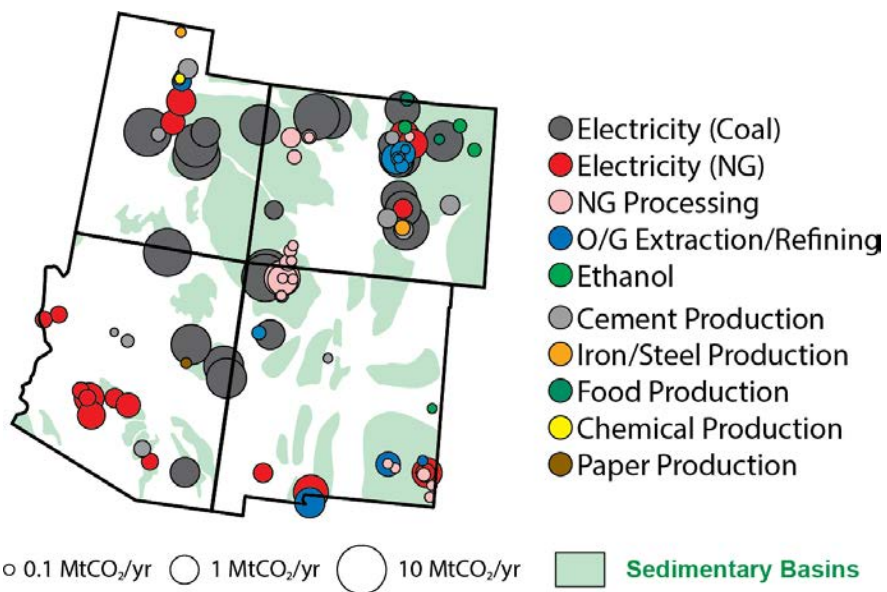 Electricity (Coal)
Electricity (NG)
NG Processing
O/G Extraction/Refining
Ethanol
Cement Production
Iron/Steel Production
Food Production
Chemical Production
Paper Production
0.1 MtCO₂/yr 1 MtCO₂/yr 10 MtCO₂/yr Sedimentary Basins